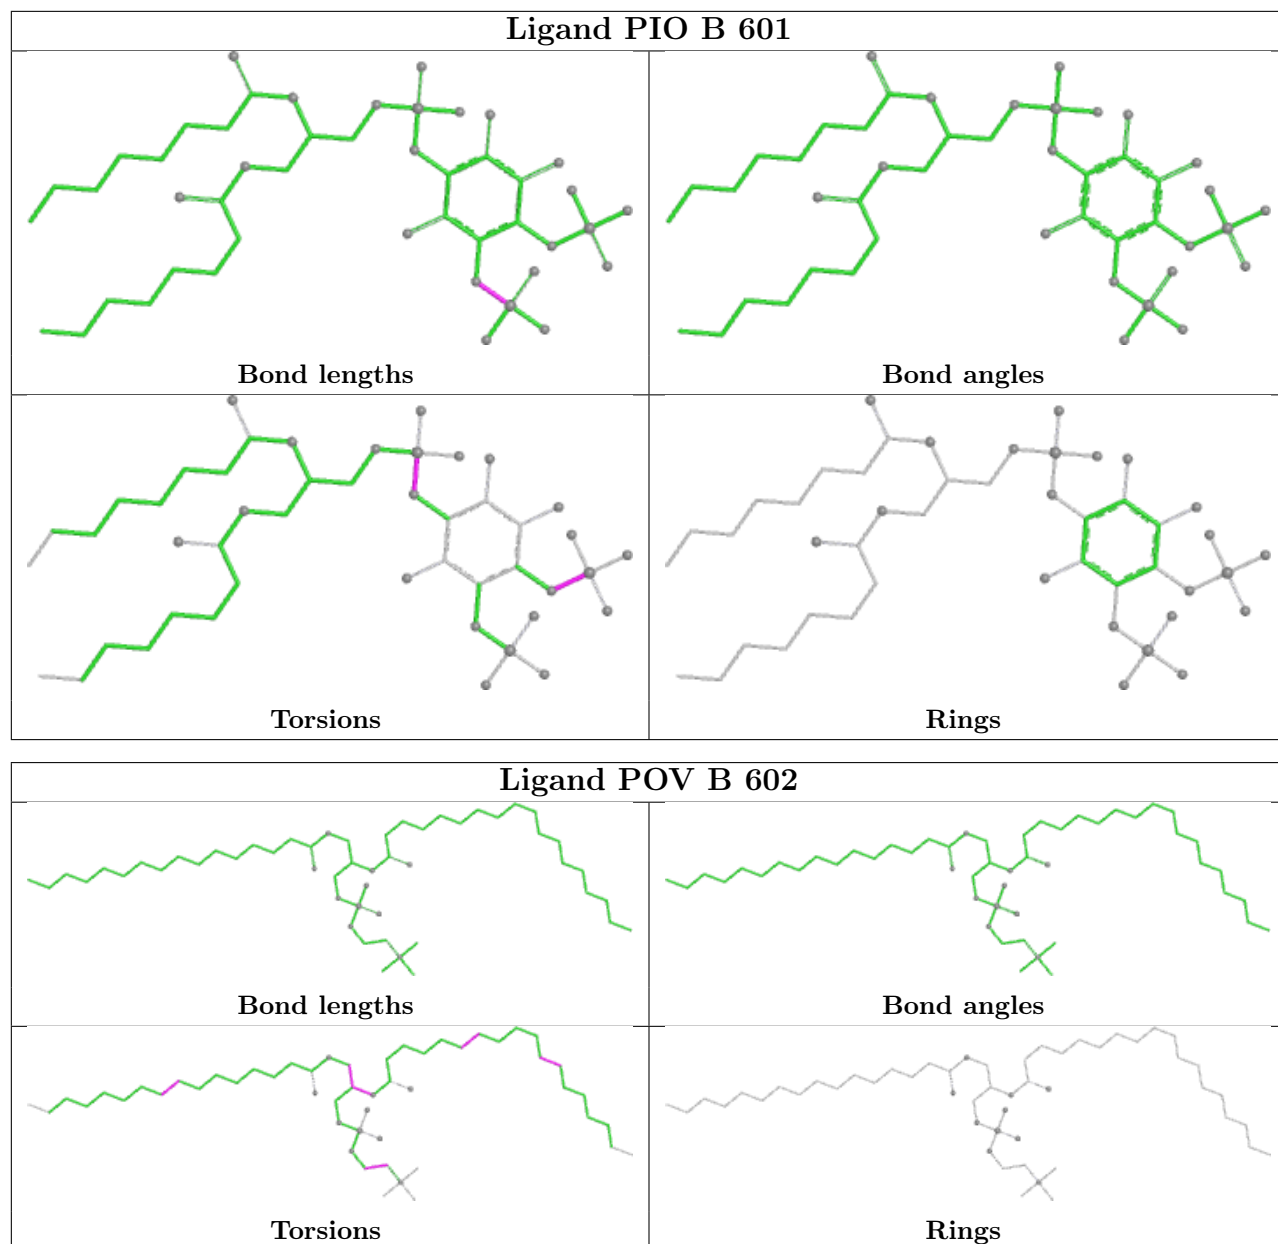 Ligand PIO B 601
Bond lengths
Bond angles
Torsions
Rings
Ligand POV B 602
Bond lengths
Bond angles
Torsions
Rings